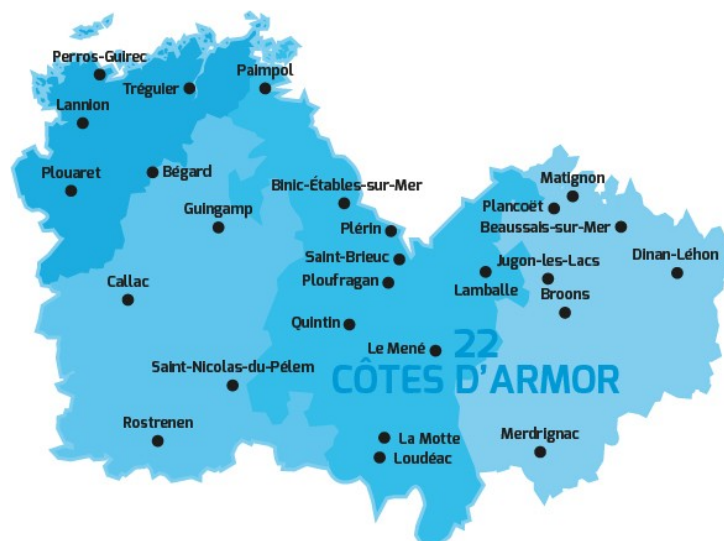 Perros-Guirec
Paimpol
Tréguier
Lannion
Plouaret
Bégard
Binic-Étables-sur-Mer
Matignon
Plancoët
Guingamp
Plérin
Beaussais-sur-Mer
Saint-Brieuc
Jugon-les-Lacs
Dinan-Léhon
Callac
Ploufragan
Lamballe
Broons
Quintin
Le Mené
22
CÔTES D'ARMOR
Saint-Nicolas-du-Pélem
Rostrenen
La Motte
Merdrignac
Loudéac